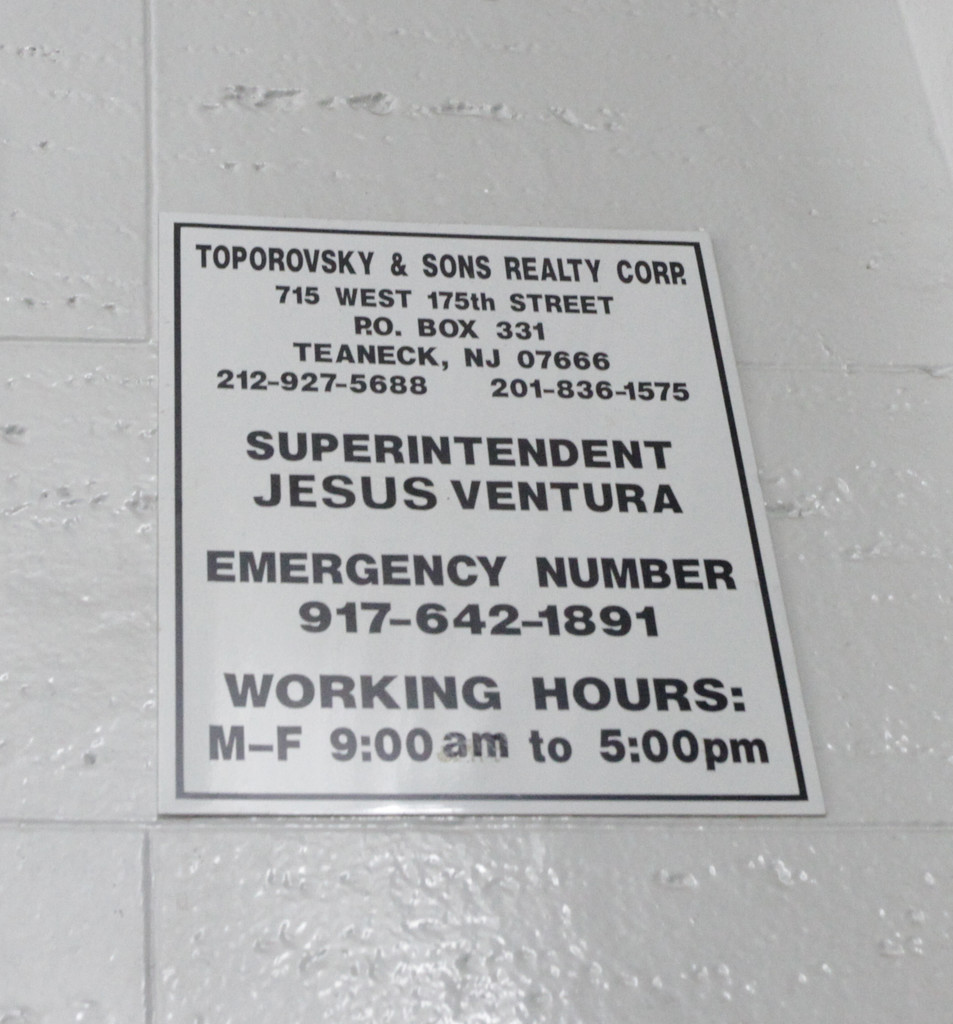 TOPOROVSKY & SONS REALTY CORP.
715 WEST 175th STREET
P.O. BOX 331
TEANECK, NJ 07666
212-927-5688 201-836-1575
SUPERINTENDENT
JESUS VENTURA
EMERGENCY NUMBER
917-642-1891
WORKING HOURS:
M-F 9:00am to 5:00pm